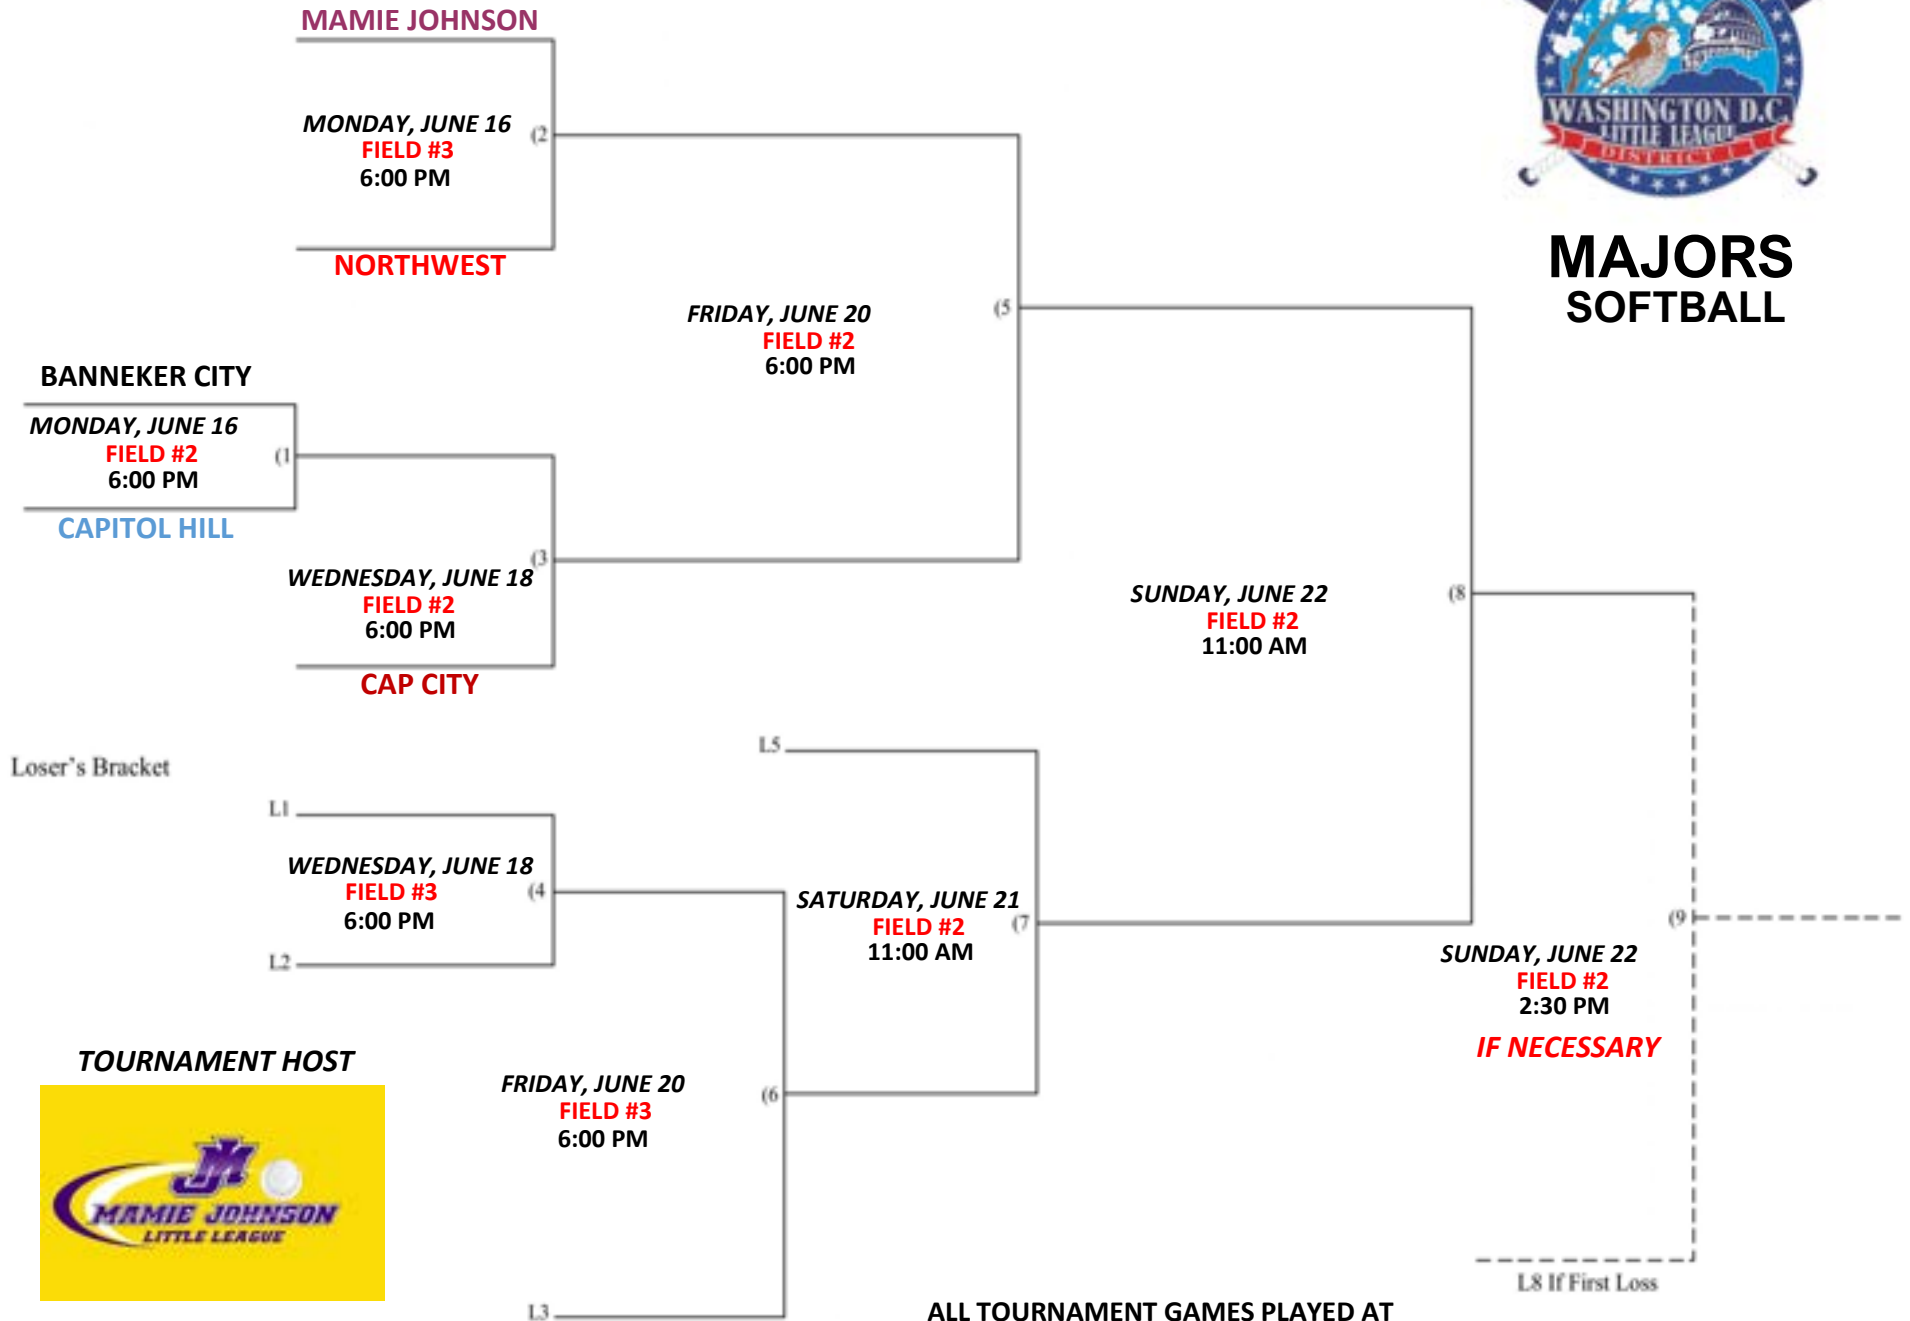 MAMIE JOHNSON
MONDAY, JUNE 16
FIELD #3
6:00 PM
(2
NORTHWEST
WASHINGTON D.C.
LITTLE LEAGUE
DISTRICT 1
MAJORS
SOFTBALL
FRIDAY, JUNE 20
FIELD #2
6:00 PM
(5
BANNEKER CITY
MONDAY, JUNE 16
FIELD #2
6:00 PM
(1
CAPITOL HILL
WEDNESDAY, JUNE 18
FIELD #2
6:00 PM
(3
CAP CITY
SUNDAY, JUNE 22
FIELD #2
11:00 AM
(8
Loser's Bracket
L5
L1
WEDNESDAY, JUNE 18
FIELD #3
6:00 PM
(4
L2
SATURDAY, JUNE 21
FIELD #2
11:00 AM
(7
(9
SUNDAY, JUNE 22
FIELD #2
2:30 PM
IF NECESSARY
TOURNAMENT HOST
JM
MAMIE JOHNSON
LITTLE LEAGUE
FRIDAY, JUNE 20
FIELD #3
6:00 PM
(6
L3
L8 If First Loss
ALL TOURNAMENT GAMES PLAYED AT